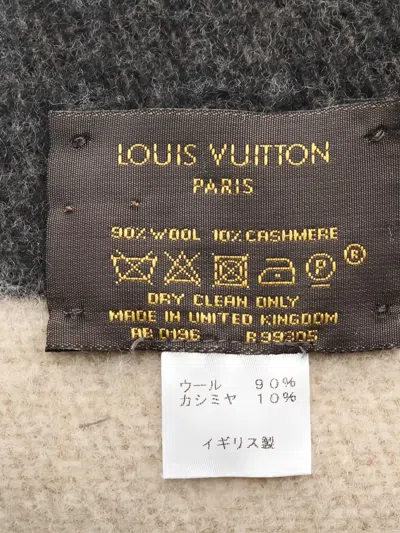 LOUIS VUITTON
PARIS
90% WOOL 10% CASHMERE
P ®
DRY CLEAN ONLY
MADE IN UNITED KINGDOM
AB 0196 R 99305
ウール 90%
カシミヤ 10%
イギリス製